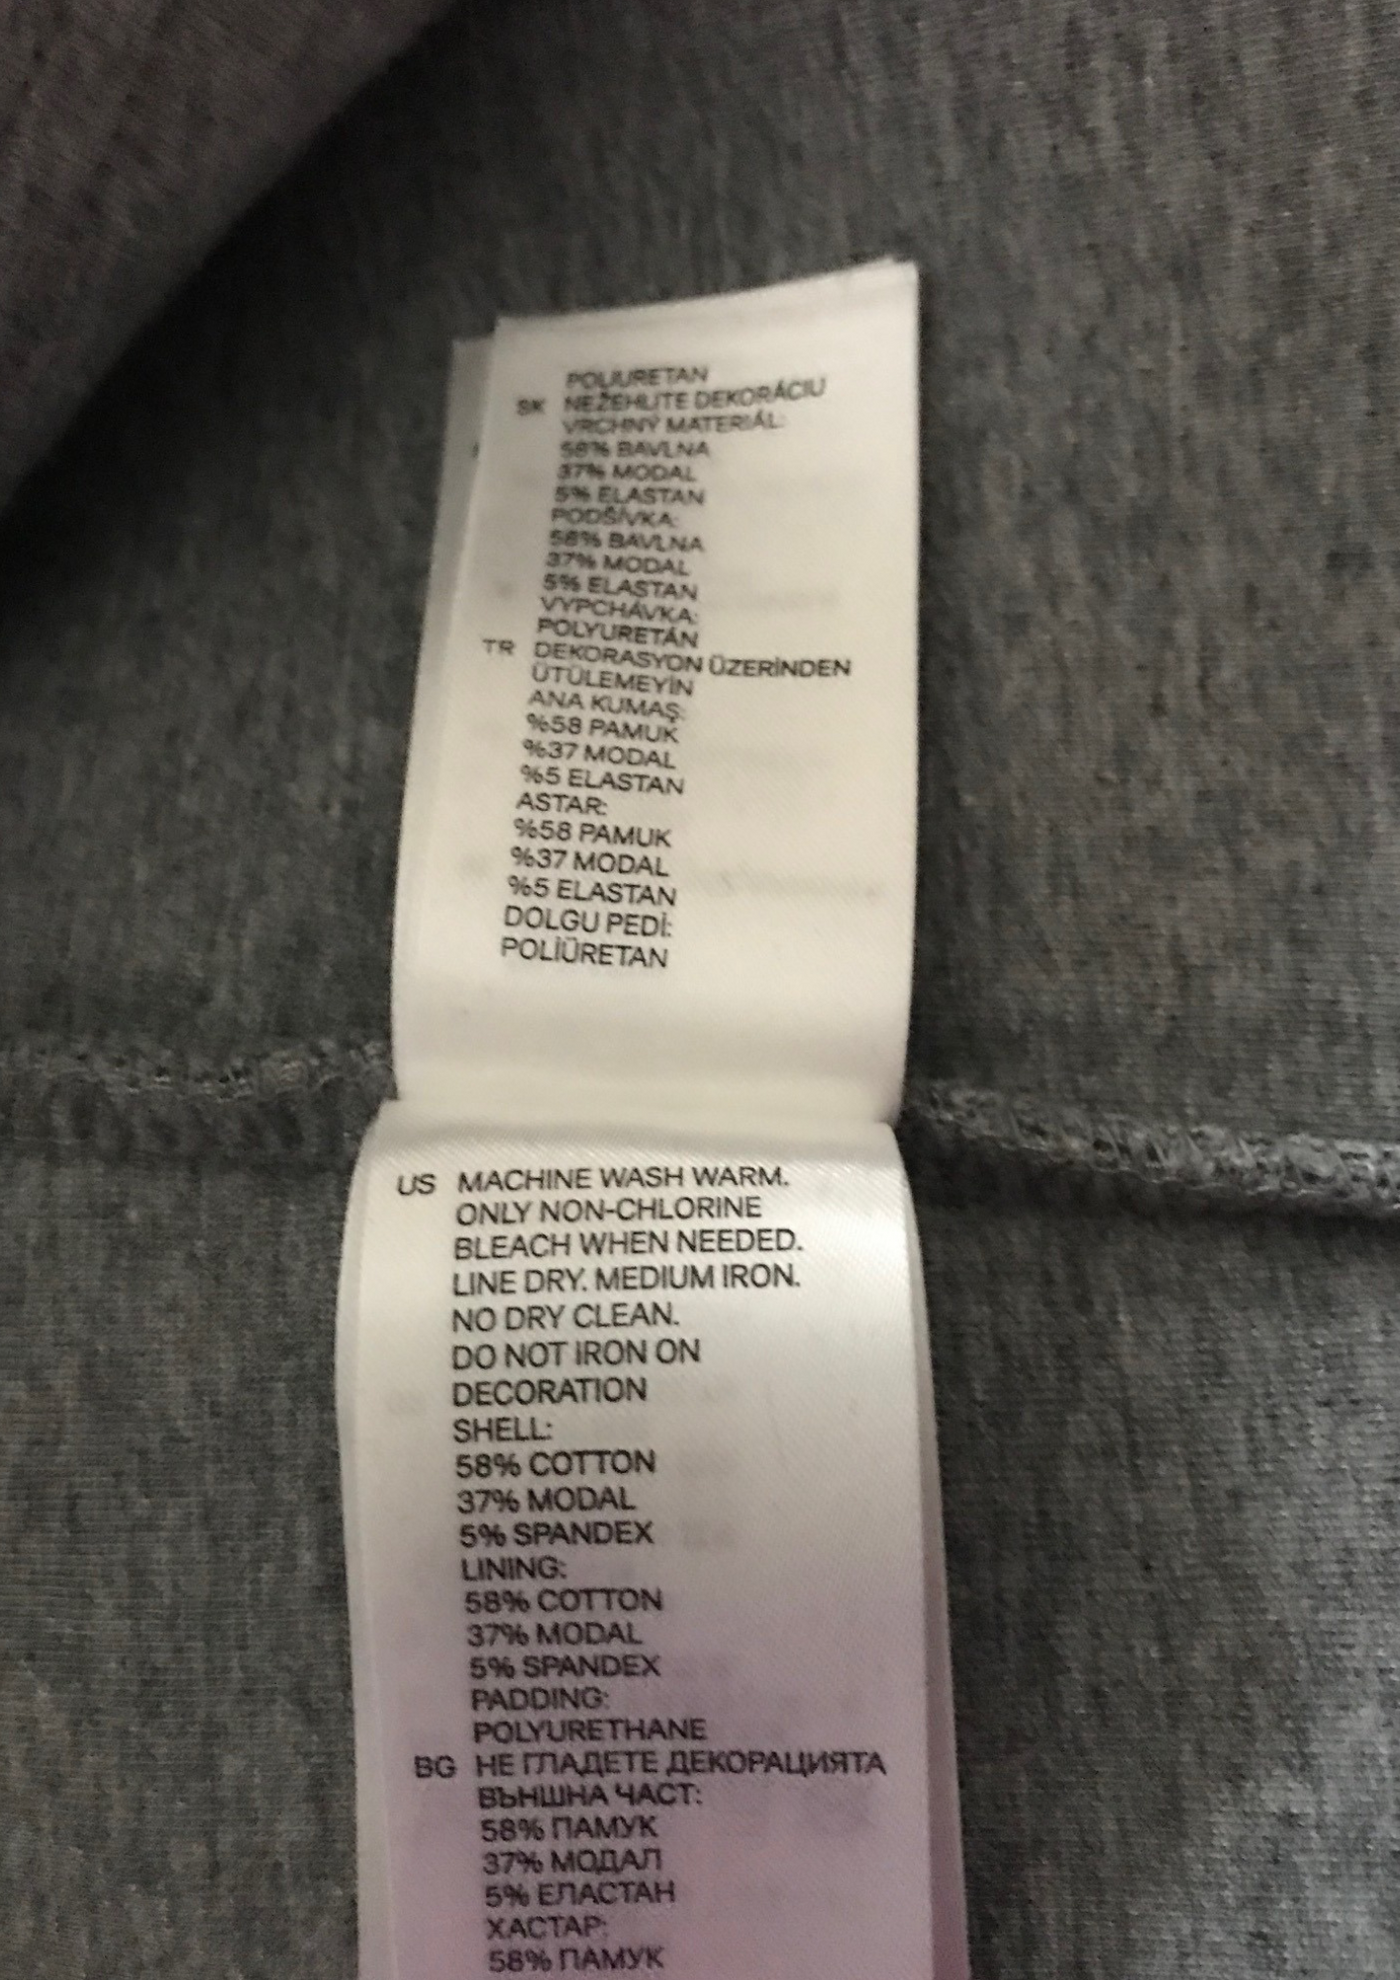 POLIURETAN
SK NEŽEHLITE DEKORÁCIU
VRCHNÝ MATERIÁL:
58% BAVLNA
37% MODAL
5% ELASTAN
PODŠÍVKA:
58% BAVLNA
37% MODAL
5% ELASTAN
VYPCHÁVKA:
POLYURETÁN
TR DEKORASYON ÜZERİNDEN
ÜTÜLEMEYİN
ANA KUMAŞ:
%58 PAMUK
%37 MODAL
%5 ELASTAN
ASTAR:
%58 PAMUK
%37 MODAL
%5 ELASTAN
DOLGU PEDİ:
POLİÜRETAN
US MACHINE WASH WARM.
ONLY NON-CHLORINE
BLEACH WHEN NEEDED.
LINE DRY. MEDIUM IRON.
NO DRY CLEAN.
DO NOT IRON ON
DECORATION
SHELL:
58% COTTON
37% MODAL
5% SPANDEX
LINING:
58% COTTON
37% MODAL
5% SPANDEX
PADDING:
POLYURETHANE
BG НЕ ГЛАДЕТЕ ДЕКОРАЦИЯТА
ВЪНШНА ЧАСТ:
58% ПАМУК
37% МОДАЛ
5% ЕЛАСТАН
ХАСТАР:
58% ПАМУК